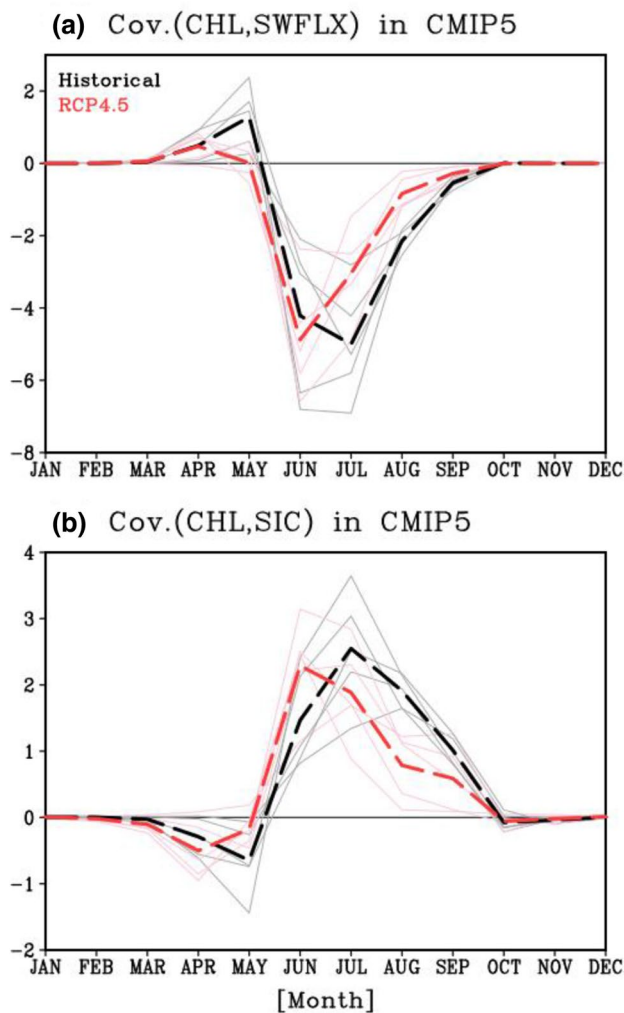 (a) Cov.(CHL,SWFLX) in CMIP5
Historical
RCP4.5
2
0
−2
−4
−6
−8
JAN FEB MAR APR MAY JUN JUL AUG SEP OCT NOV DEC
(b) Cov.(CHL,SIC) in CMIP5
4
3
2
1
0
−1
−2
JAN FEB MAR APR MAY JUN JUL AUG SEP OCT NOV DEC
[Month]